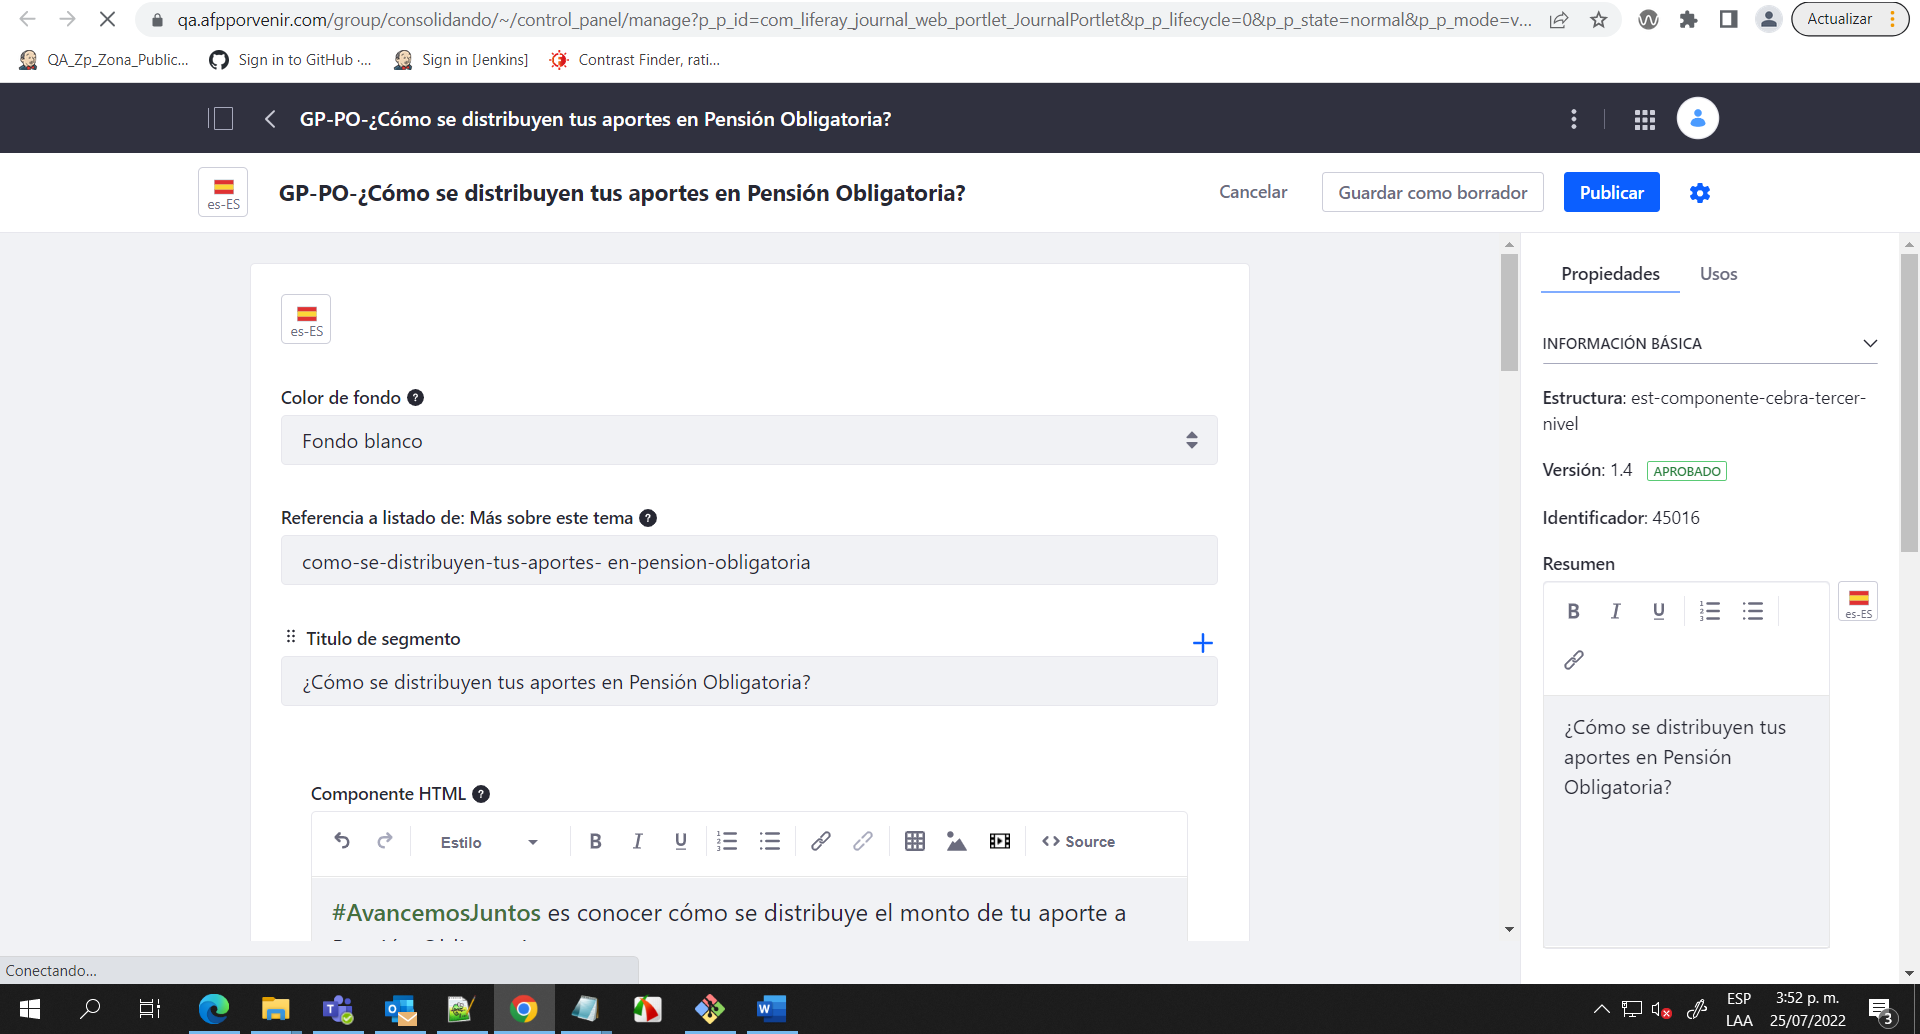 qa.afpporvenir.com/group/consolidando/~/control_panel/manage?p_p_id=com_liferay_journal_web_portlet_JournalPortlet&p_p_lifecycle=0&p_p_state=normal&p_p_mode=v...
Actualizar
QA_Zp_Zona_Public...
Sign in to GitHub ·...
Sign in [Jenkins]
Contrast Finder, rati...
GP-PO-¿Cómo se distribuyen tus aportes en Pensión Obligatoria?
es-ES
GP-PO-¿Cómo se distribuyen tus aportes en Pensión Obligatoria?
Cancelar
Guardar como borrador
Publicar
es-ES
Color de fondo ?
Fondo blanco
Referencia a listado de: Más sobre este tema ?
como-se-distribuyen-tus-aportes- en-pension-obligatoria
Titulo de segmento
¿Cómo se distribuyen tus aportes en Pensión Obligatoria?
Componente HTML ?
Estilo
B I U
Source
#AvancemosJuntos es conocer cómo se distribuye el monto de tu aporte a
Propiedades
Usos
INFORMACIÓN BÁSICA
Estructura: est-componente-cebra-tercer-
nivel
Versión: 1.4 APROBADO
Identificador: 45016
Resumen
B I U
es-ES
¿Cómo se distribuyen tus
aportes en Pensión
Obligatoria?
Conectando...
ESP
LAA
3:52 p. m.
25/07/2022
3